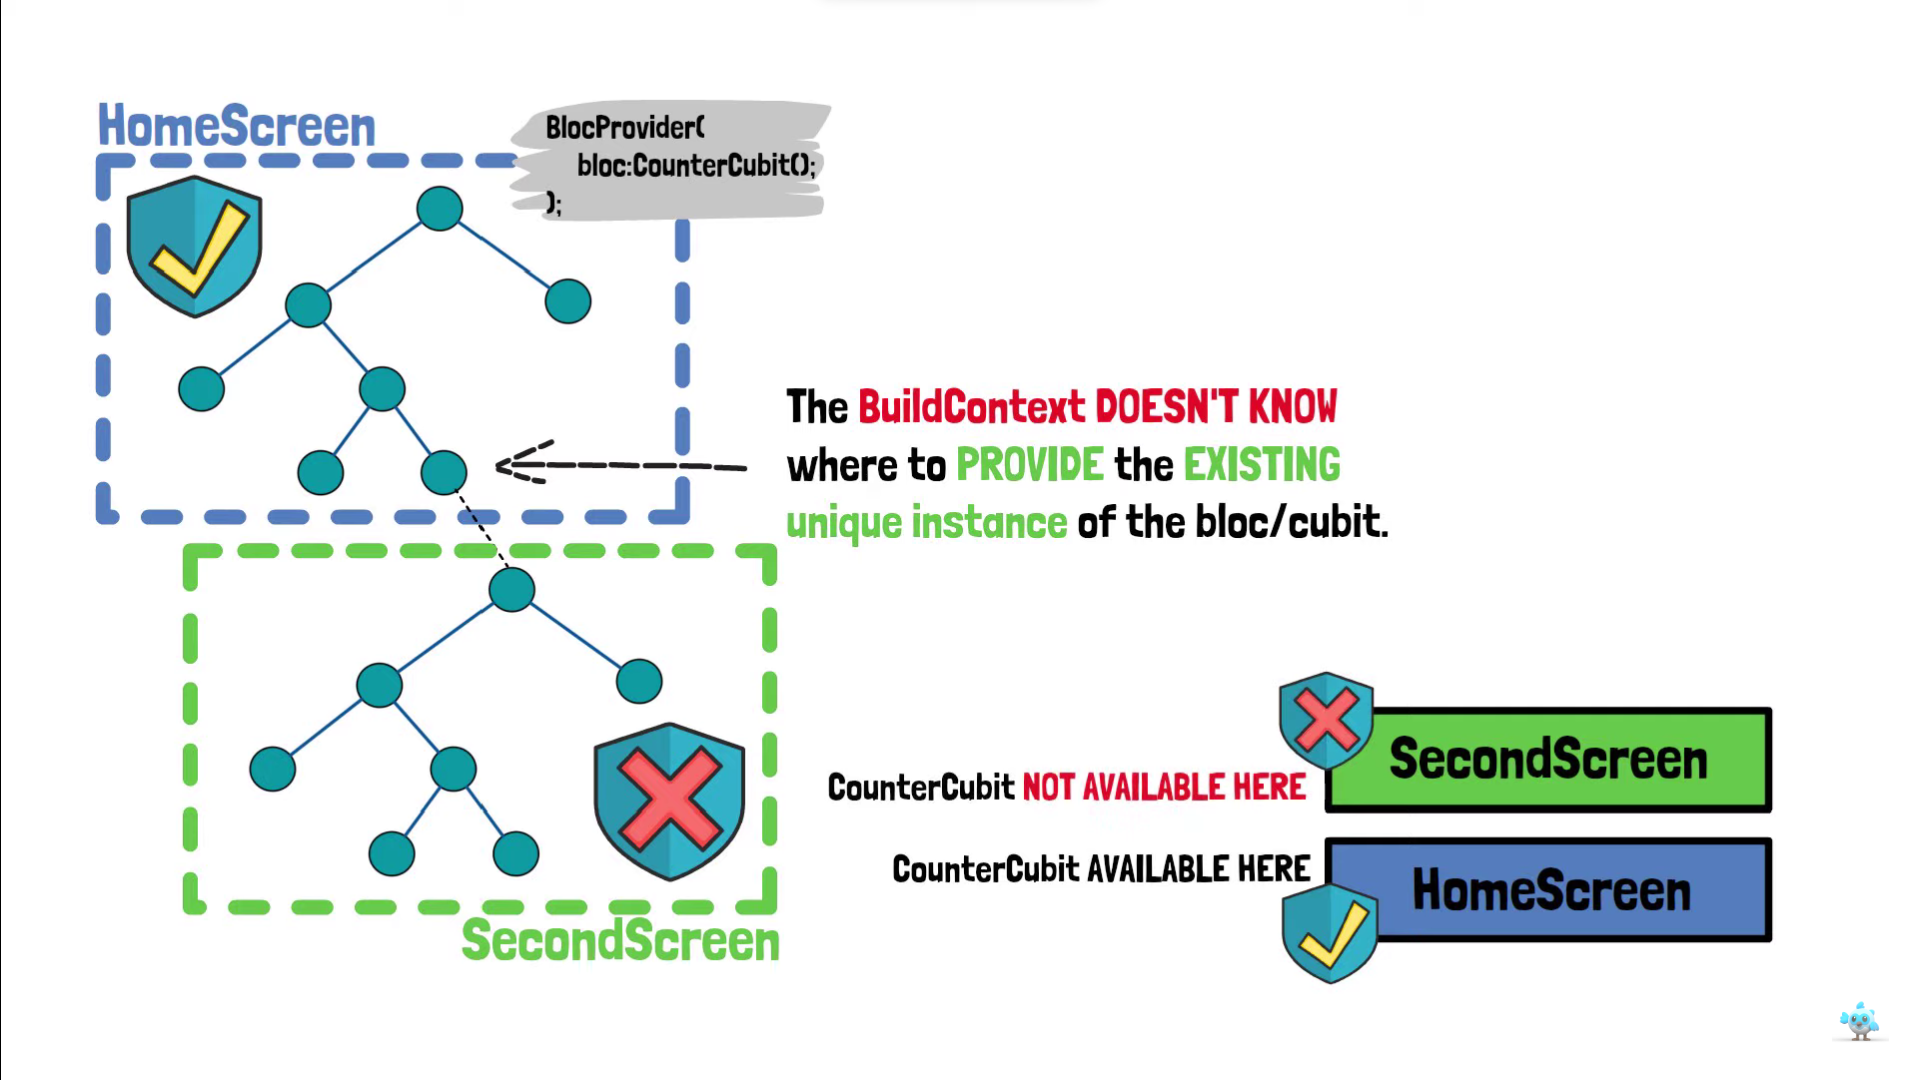 HomeScreen
BlocProvider(
bloc:CounterCubit();
);
The BuildContext DOESN'T KNOW
where to PROVIDE the EXISTING
unique instance of the bloc/cubit.
SecondScreen
CounterCubit NOT AVAILABLE HERE
CounterCubit AVAILABLE HERE
HomeScreen
SecondScreen